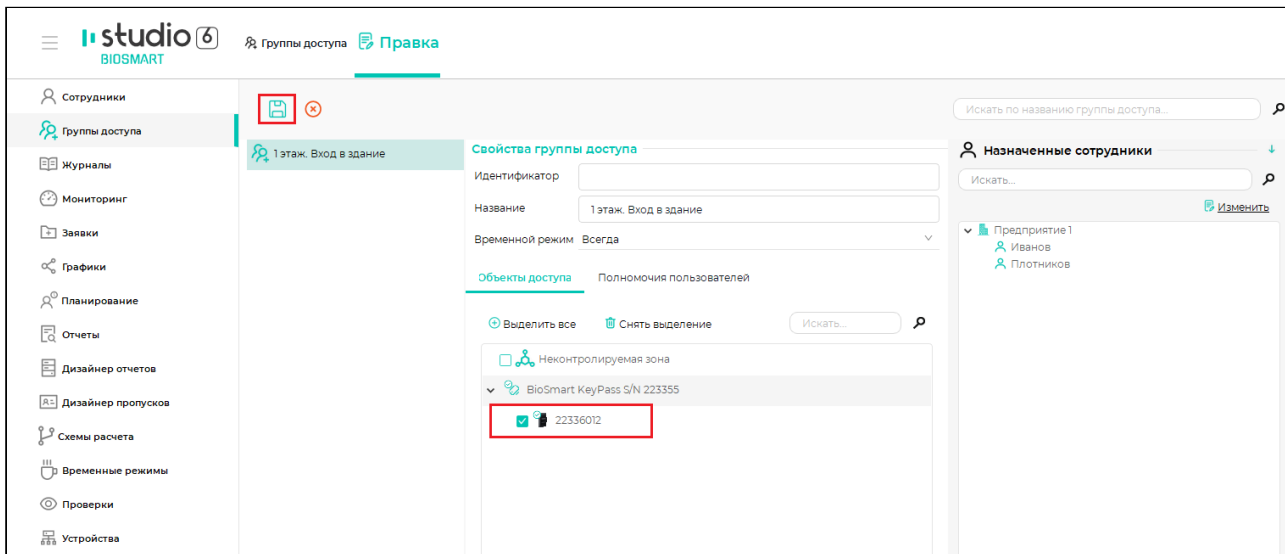 studio 6
BIOSMART
Группы доступа
Правка
Сотрудники
Группы доступа
Журналы
Мониторинг
Заявки
Графики
Планирование
Отчеты
Дизайнер отчетов
Дизайнер пропусков
Схемы расчета
Временные режимы
Проверки
Устройства
Искать по названию группы доступа...
1 этаж. Вход в здание
Свойства группы доступа
Идентификатор
Название 1 этаж. Вход в здание
Временной режим Всегда
Объекты доступа Полномочия пользователей
Выделить все Снять выделение Искать...
Неконтролируемая зона
BioSmart KeyPass S/N 223355
22336012
Назначенные сотрудники
Искать...
Изменить
Предприятие 1
Иванов
Плотников